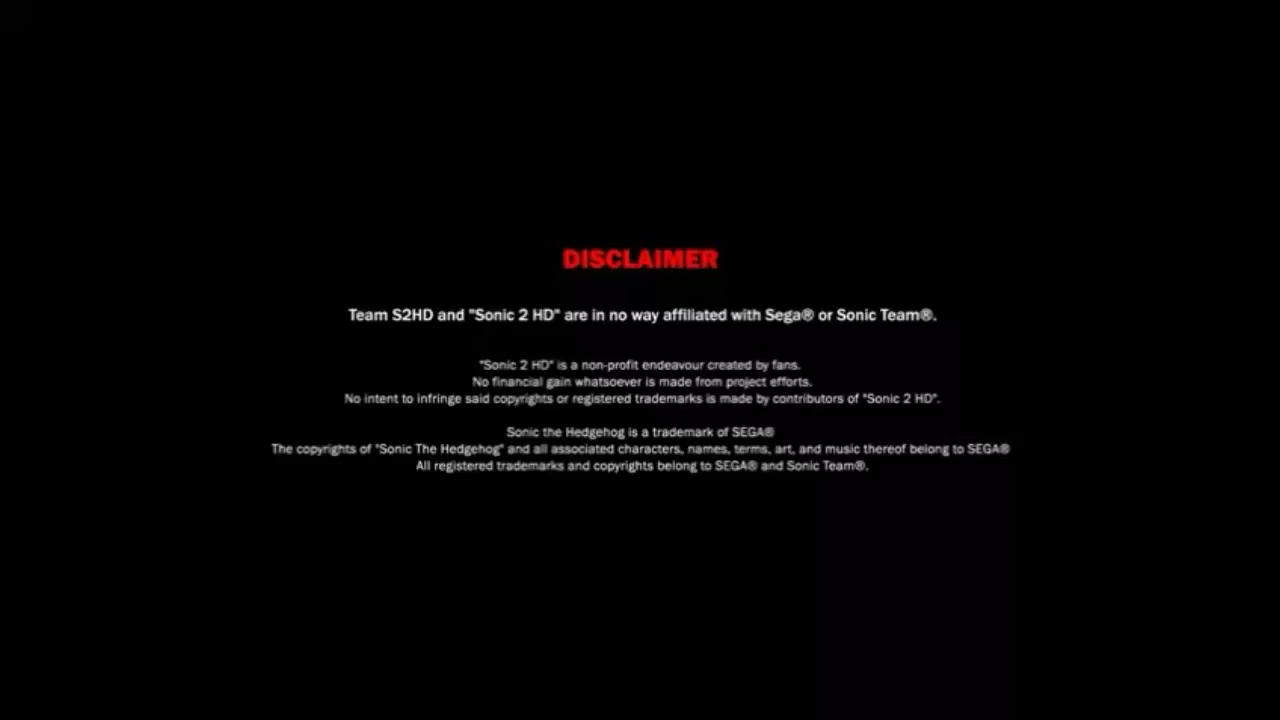 DISCLAIMER
Team S2HD and "Sonic 2 HD" are in no way affiliated with Sega® or Sonic Team®.
"Sonic 2 HD" is a non-profit endeavour created by fans.
No financial gain whatsoever is made from project efforts.
No intent to infringe said copyrights or registered trademarks is made by contributors of "Sonic 2 HD".
Sonic the Hedgehog is a trademark of SEGA®
The copyrights of "Sonic The Hedgehog" and all associated characters, names, terms, art, and music thereof belong to SEGA®
All registered trademarks and copyrights belong to SEGA® and Sonic Team®.